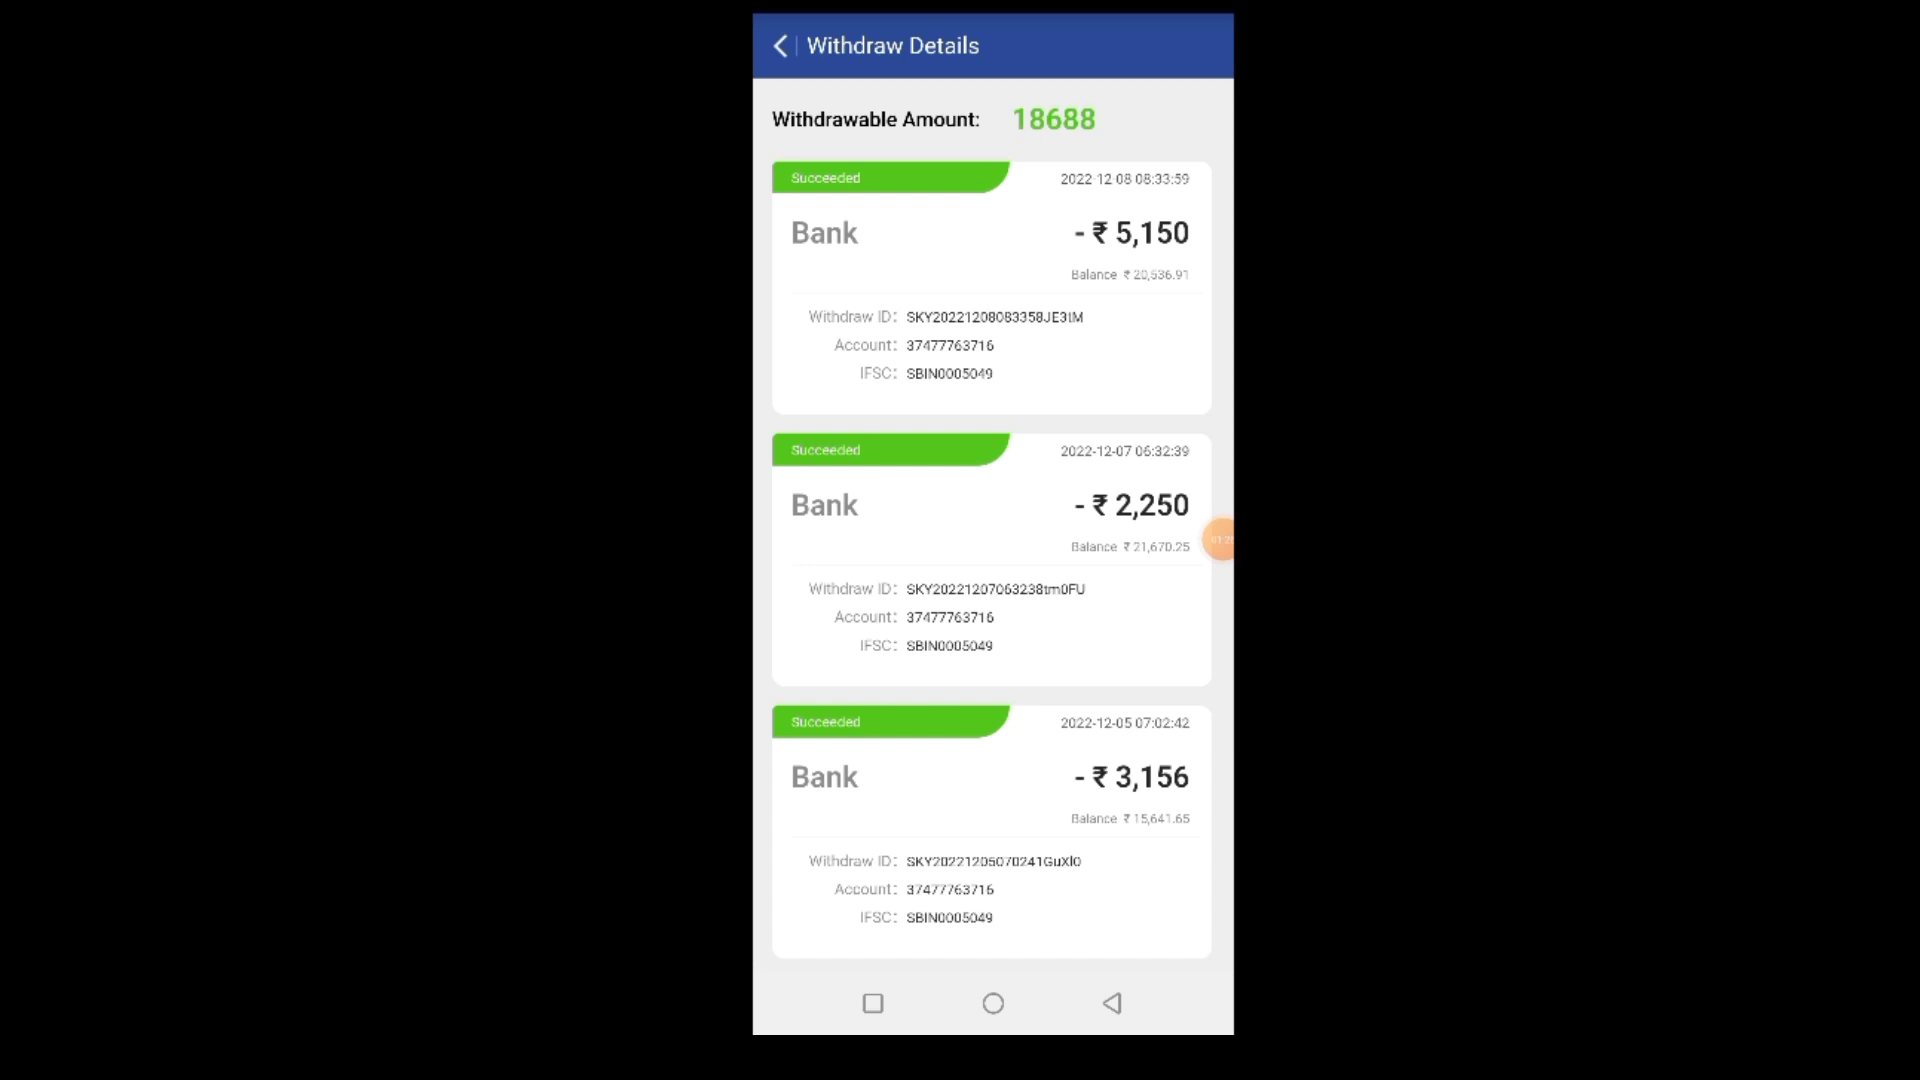 Withdraw Details
Withdrawable Amount: 18688
Succeeded 2022-12-08 08:33:59
Bank - ₹ 5,150
Balance ₹ 20,536.91
Withdraw ID: SKY20221208083358JE3tM
Account: 37477763716
IFSC: SBIN0005049
Succeeded 2022-12-07 06:32:39
Bank - ₹ 2,250
Balance ₹ 21,670.25
Withdraw ID: SKY20221207063238tm0FU
Account: 37477763716
IFSC: SBIN0005049
Succeeded 2022-12-05 07:02:42
Bank - ₹ 3,156
Balance ₹ 15,641.65
Withdraw ID:
Account: 37477763716
IFSC: SBIN0005049